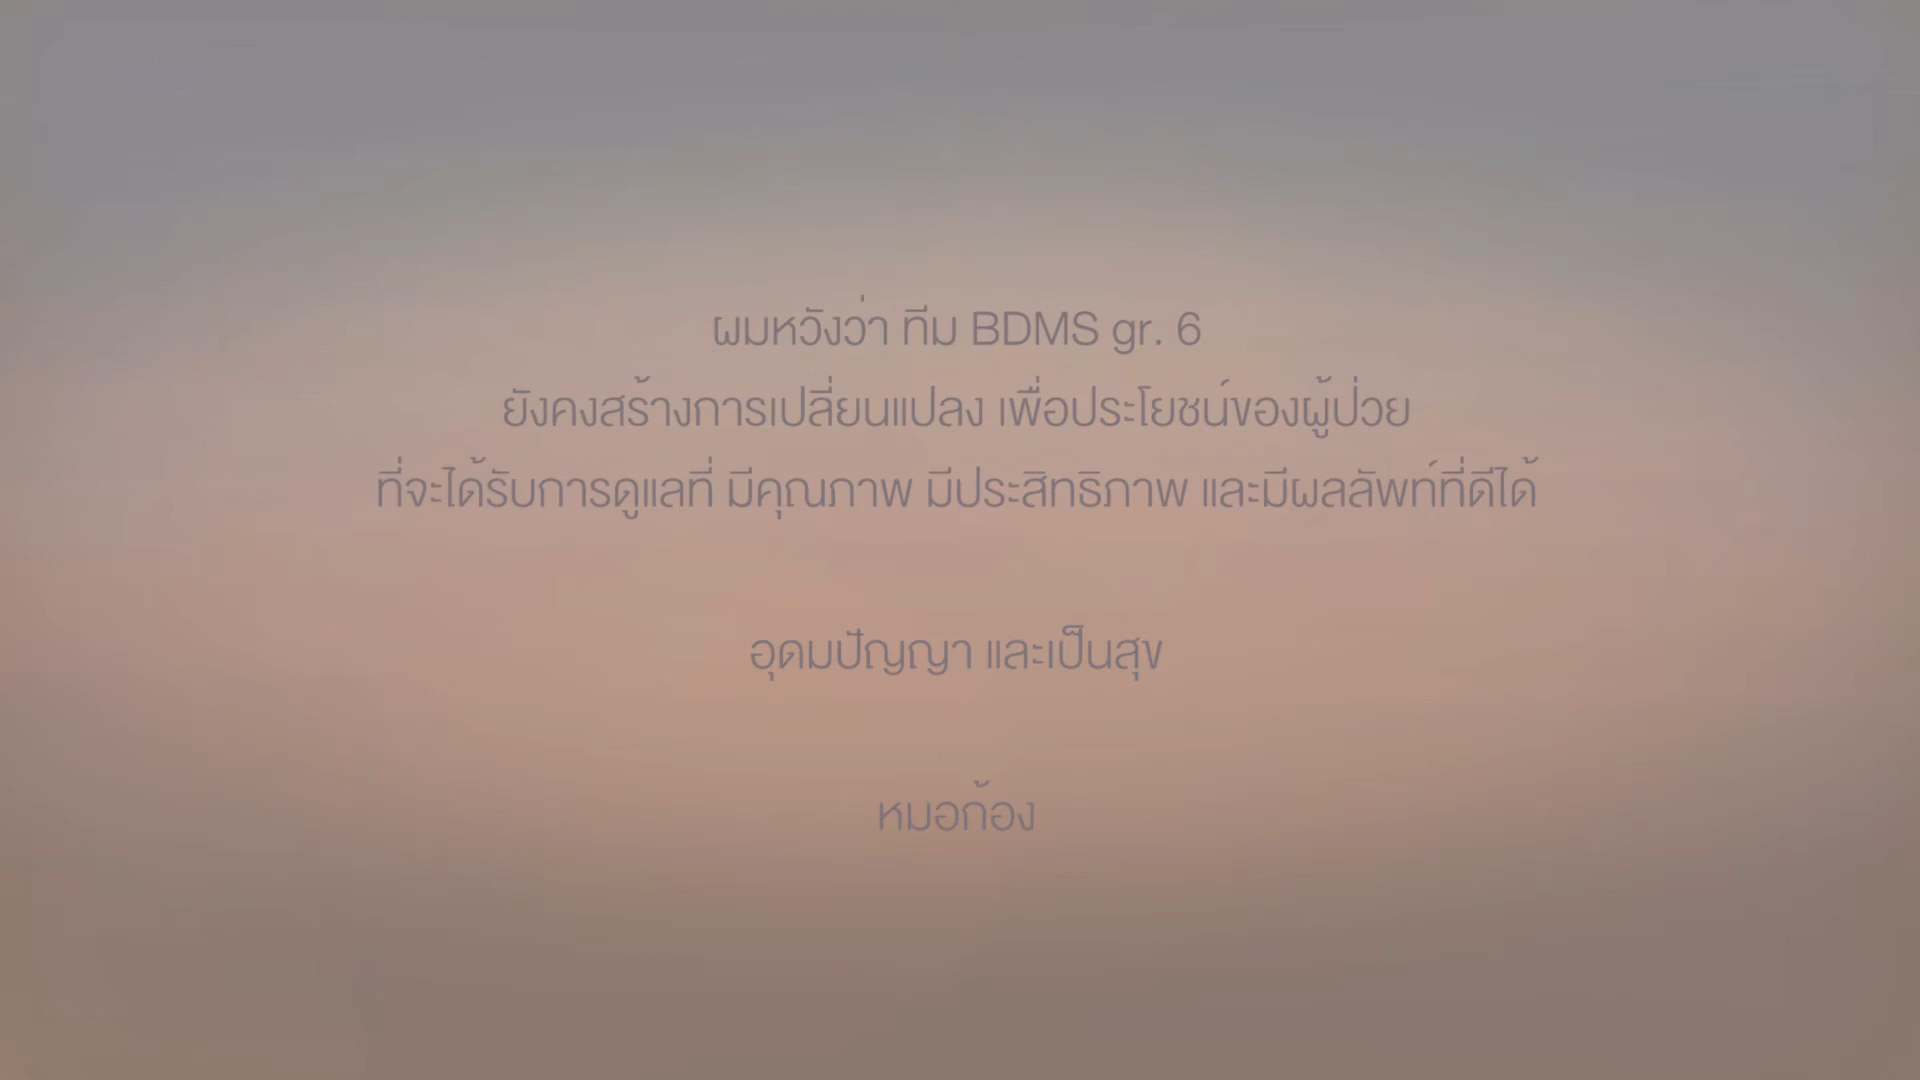 ผมหวังว่า ทีม BDMS gr. 6
ยังคงสร้างการเปลี่ยนแปลง เพื่อประโยชน์ของผู้ป่วย
ที่จะได้รับการดูแลที่ มีคุณภาพ มีประสิทธิภาพ และมีผลลัพท์ที่ดีได้
อุดมปัญญา และเป็นสุข
หมอก้อง